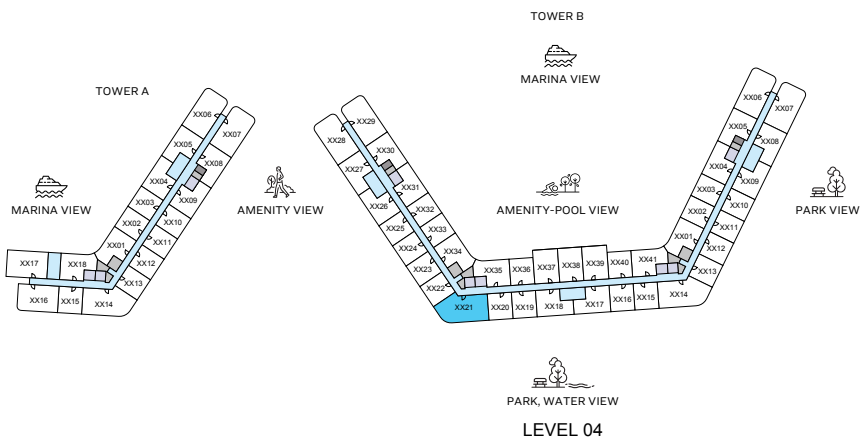 TOWER B
MARINA VIEW
TOWER A
XX06
XX07
XX05
XX08
XX04
XX09
XX03
XX10
XX02
XX11
XX01
XX12
XX13
XX18
XX17
XX14
XX16
XX15
MARINA VIEW
AMENITY VIEW
XX29
XX28
XX30
XX27
XX31
XX26
XX32
XX25
XX33
XX24
XX34
XX23
XX22
XX21
XX35
XX36
XX37
XX38
XX39
XX40
XX41
XX20
XX19
XX18
XX17
XX16
XX15
XX14
AMENITY-POOL VIEW
XX06
XX07
XX05
XX08
XX04
XX09
XX03
XX10
XX02
XX11
XX01
XX12
XX13
PARK VIEW
PARK, WATER VIEW
LEVEL 04